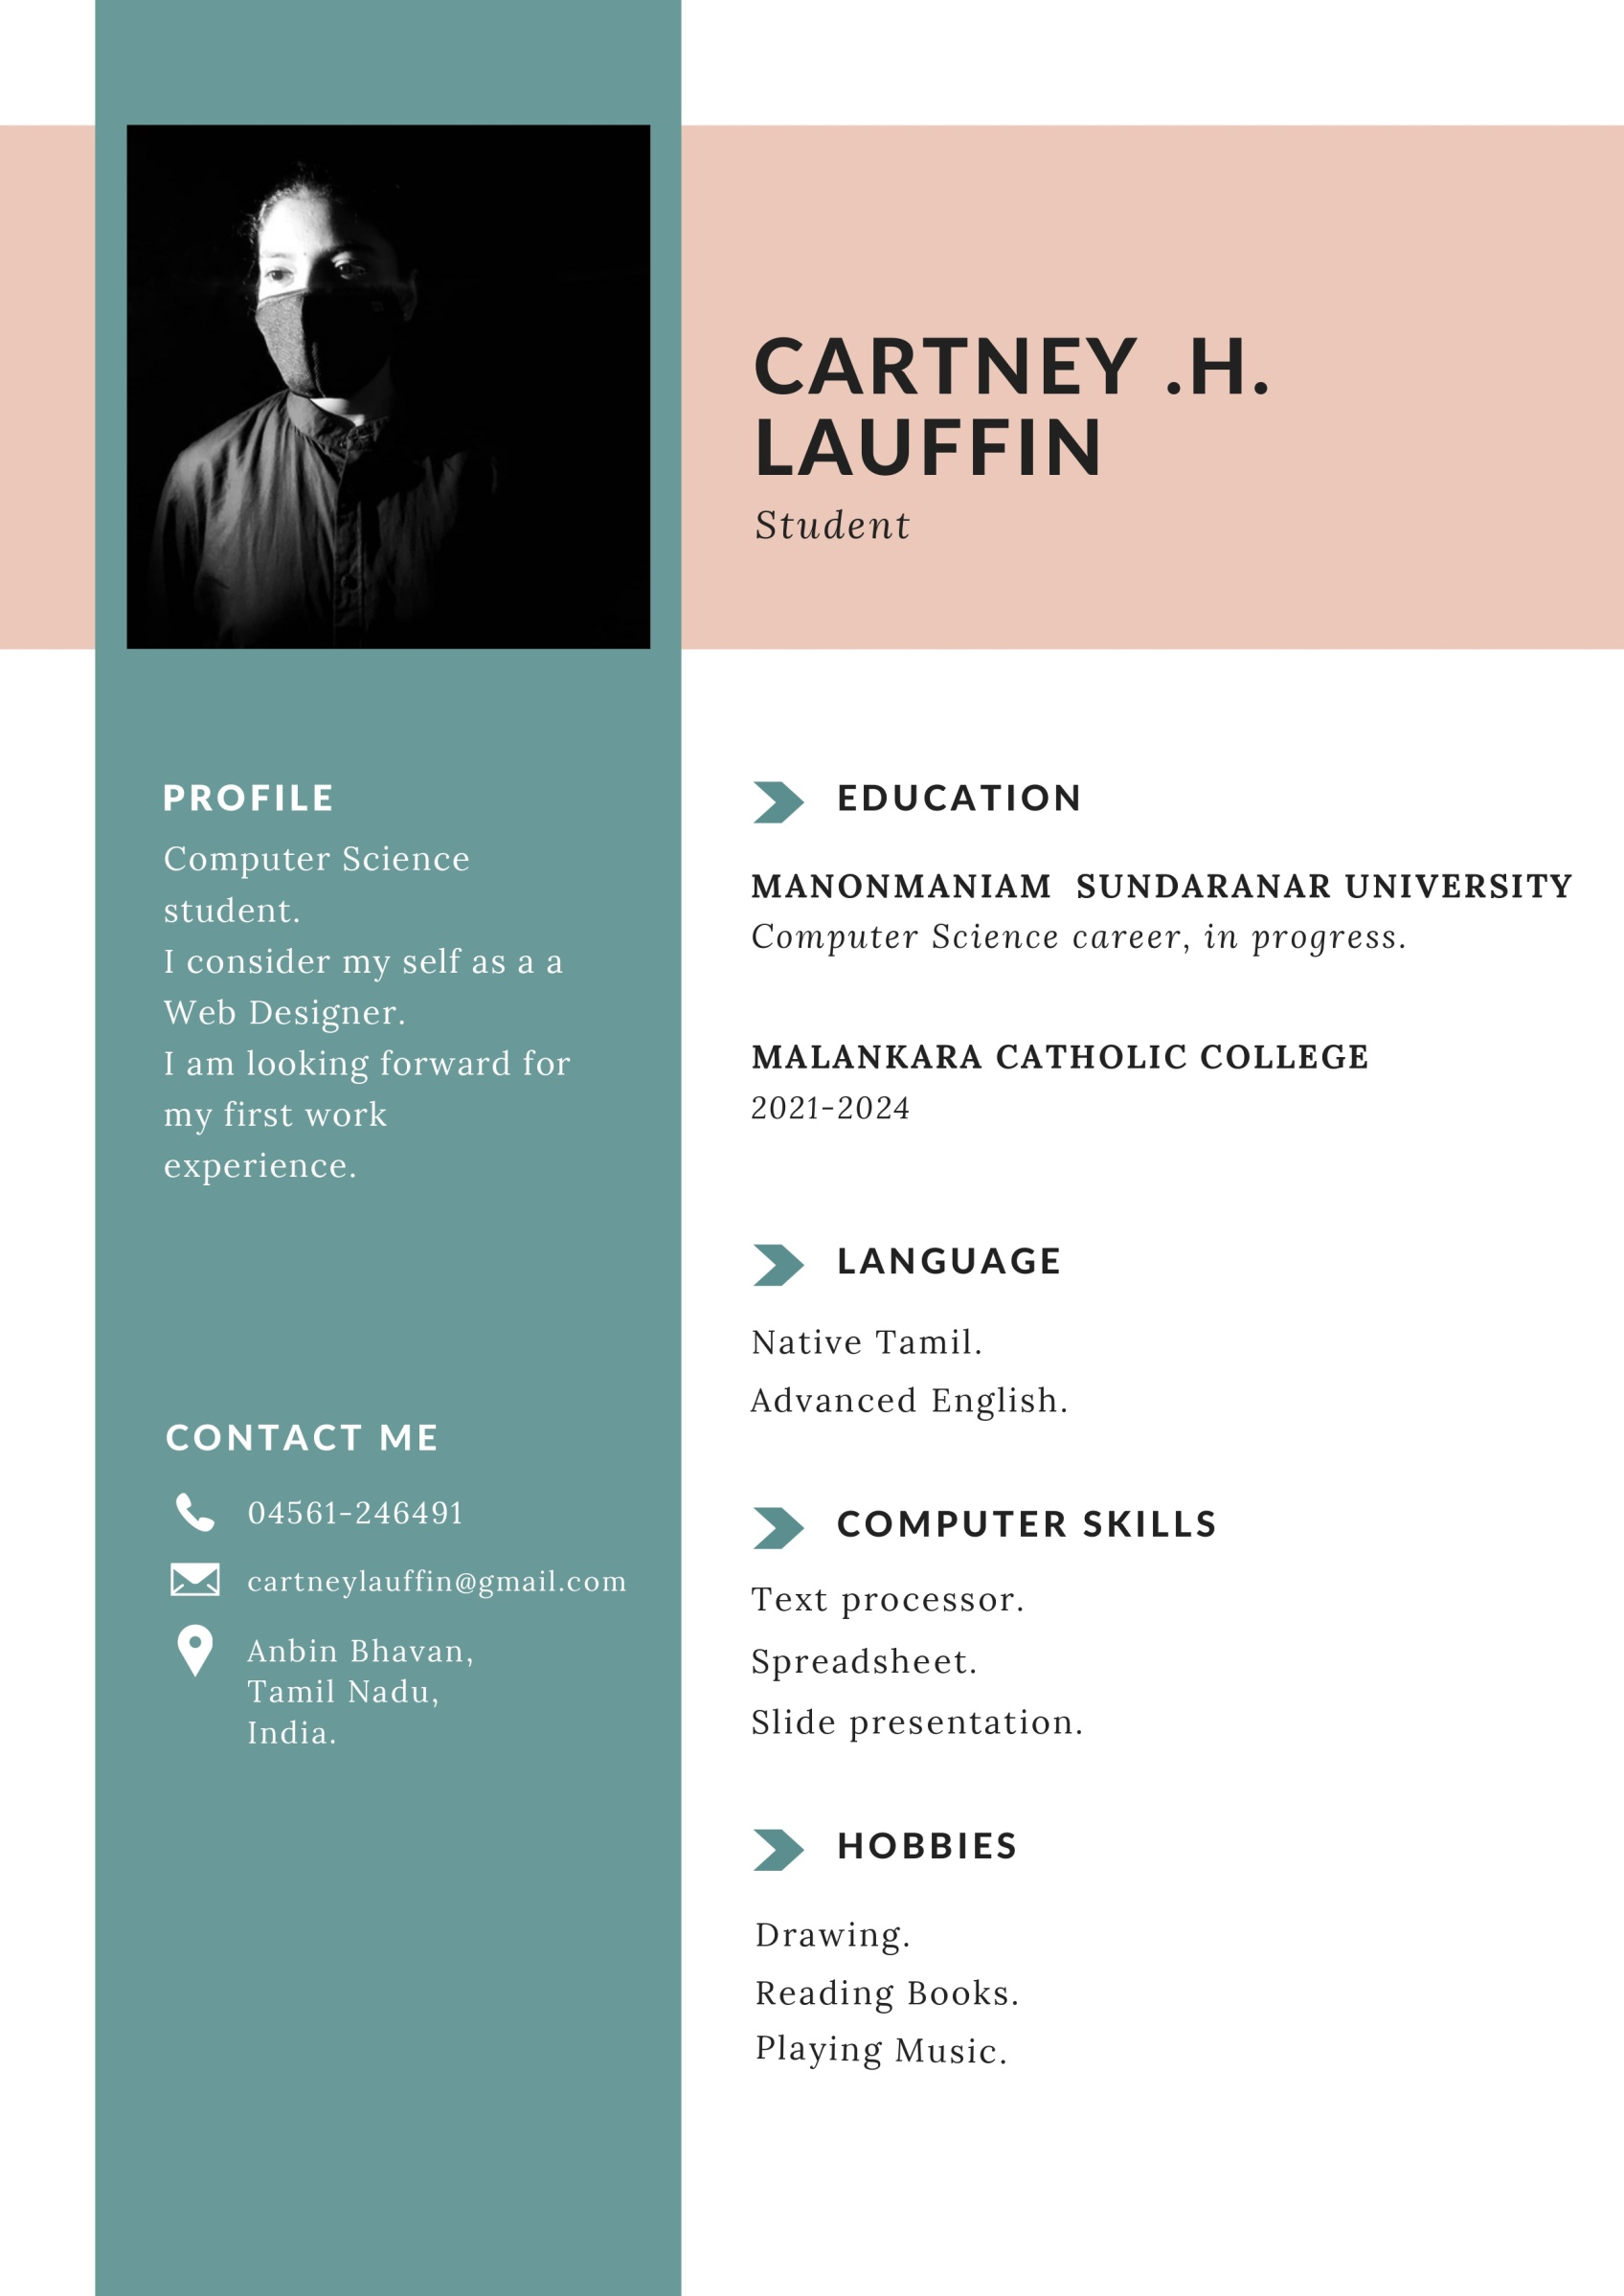 CARTNEY .H.
LAUFFIN
Student
PROFILE
Computer Science
student.
I consider my self as a a
Web Designer.
I am looking forward for
my first work
experience.
CONTACT ME
04561-246491
cartneylauffin@gmail.com
Anbin Bhavan,
Tamil Nadu,
India.
EDUCATION
MANONMANIAM  SUNDARANAR UNIVERSITY
Computer Science career, in progress.
MALANKARA CATHOLIC COLLEGE
2021-2024
LANGUAGE
Native Tamil.
Advanced English.
COMPUTER SKILLS
Text processor.
Spreadsheet.
Slide presentation.
HOBBIES
Drawing.
Reading Books.
Playing Music.